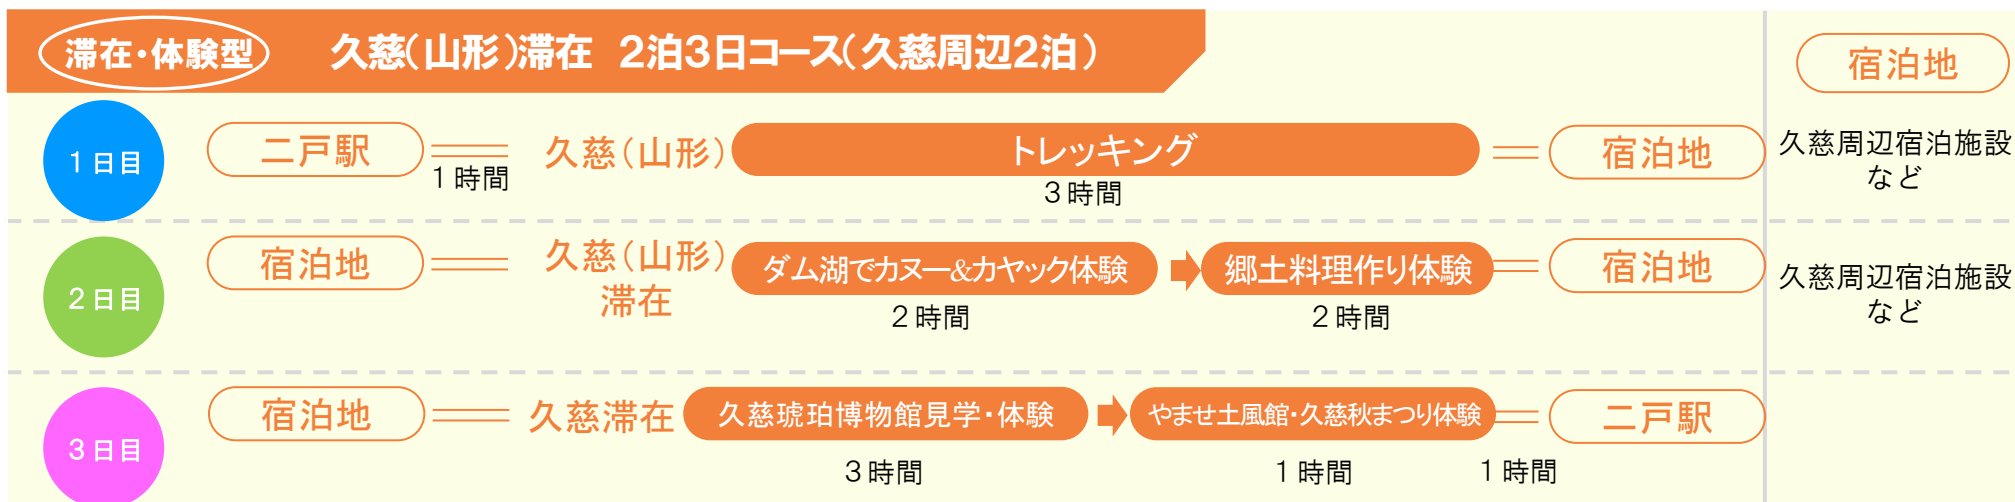 滞在・体験型 久慈(山形)滞在 2泊3日コース(久慈周辺2泊)
宿泊地
1日目
二戸駅
1時間
久慈(山形)
トレッキング
3時間
宿泊地
久慈周辺宿泊施設
など
2日目
宿泊地
久慈(山形)
滞在
ダム湖でカヌー&カヤック体験
2時間
郷土料理作り体験
2時間
宿泊地
久慈周辺宿泊施設
など
3日目
宿泊地
久慈滞在
久慈琥珀博物館見学・体験
3時間
やませ土風館・久慈秋まつり体験
1時間
1時間
二戸駅